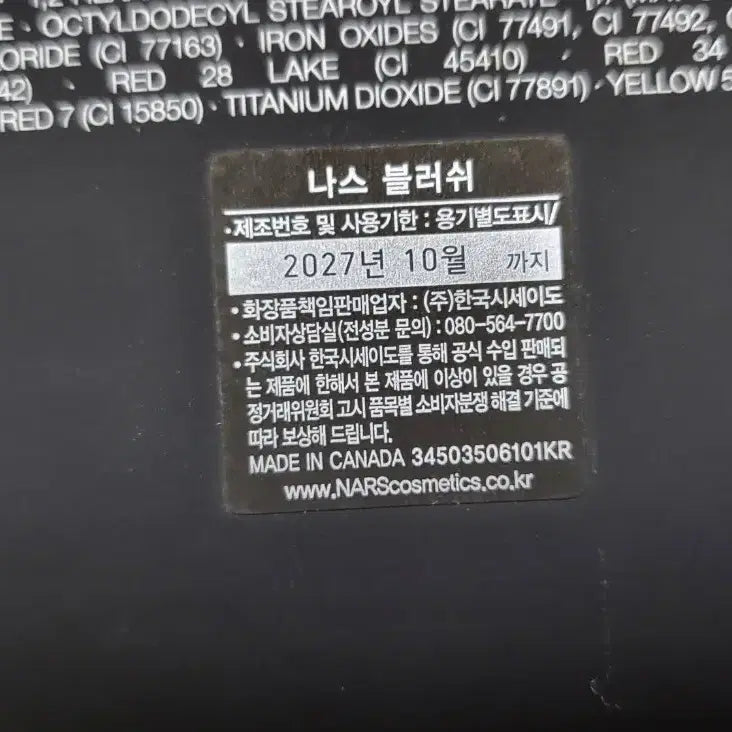 E · OCTYLDODECYL STEAROYL STEARATE
ORIDE (CI 77163) · IRON OXIDES (CI 77491, CI 77492, C
42) · RED 28 LAKE (CI 45410) · RED 34
RED 7 (CI 15850) · TITANIUM DIOXIDE (CI 77891) · YELLOW 5
나스 블러쉬
•제조번호 및 사용기한 : 용기별도표시/
2027년 10월 까지
•화장품책임판매업자 : (주)한국시세이도
•소비자상담실(전성분 문의) : 080-564-7700
•주식회사 한국시세이도를 통해 공식 수입 판매되
는 제품에 한해서 본 제품에 이상이 있을 경우 공
정거래위원회 고시 품목별 소비자분쟁 해결 기준에
따라 보상해 드립니다.
MADE IN CANADA 34503506101KR
www.NARScosmetics.co.kr